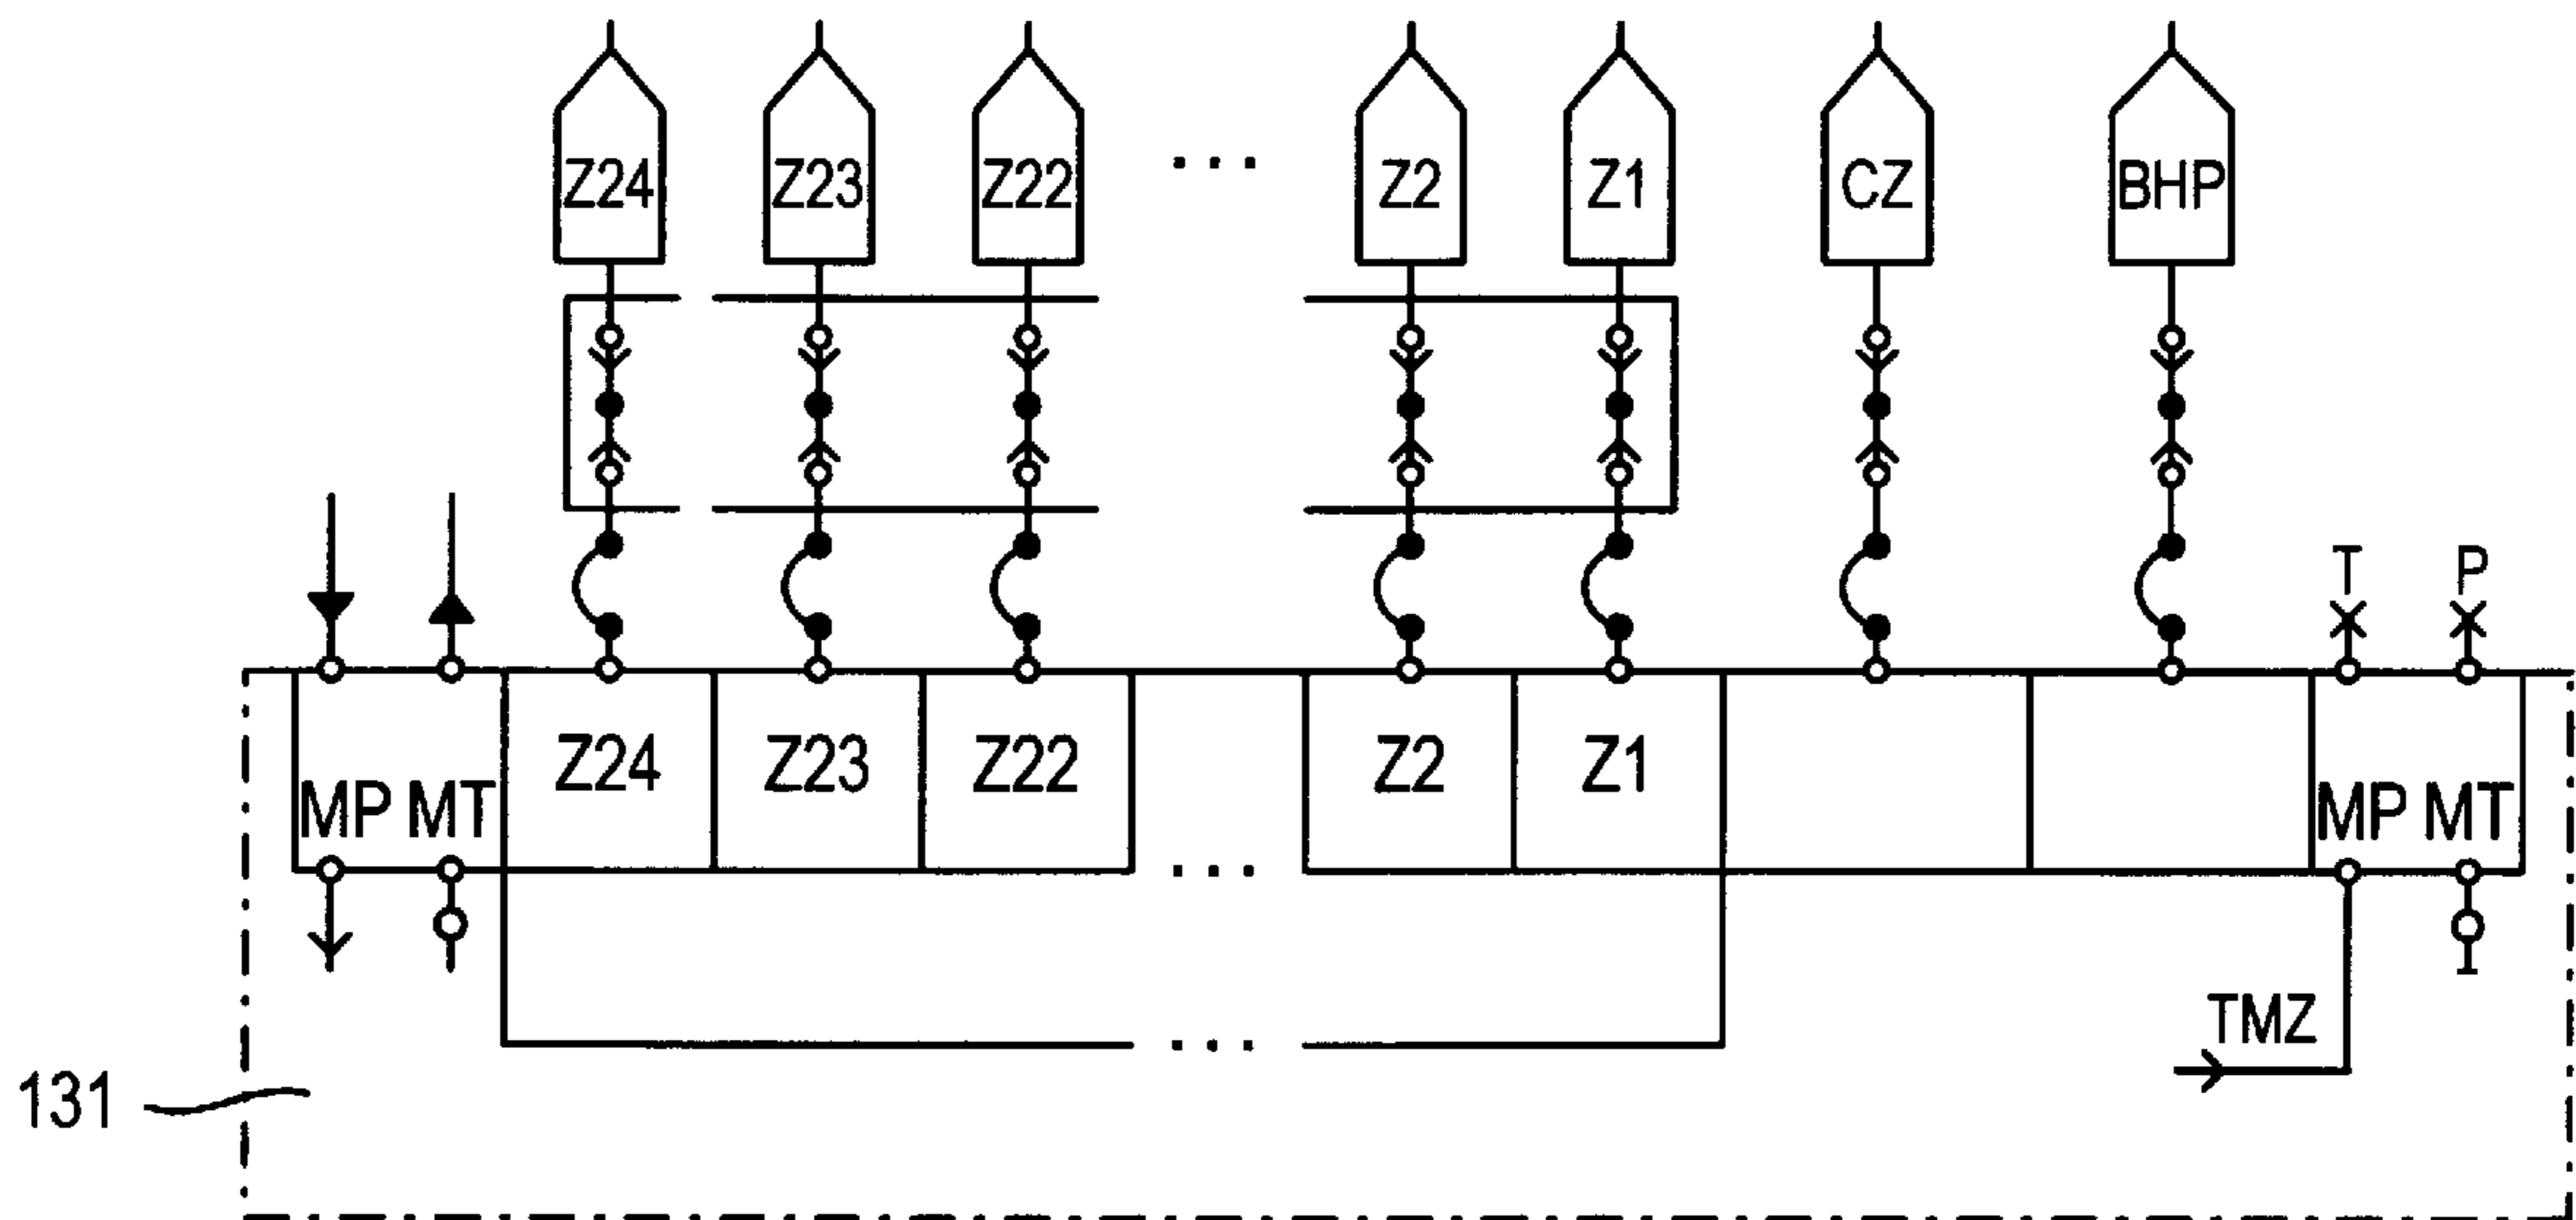 Z24 Z23 Z22 ... Z2 Z1 CZ BHP
T P
Z24 Z23 Z22 Z2 Z1
MP MT MP MT
...
...
TMZ
131